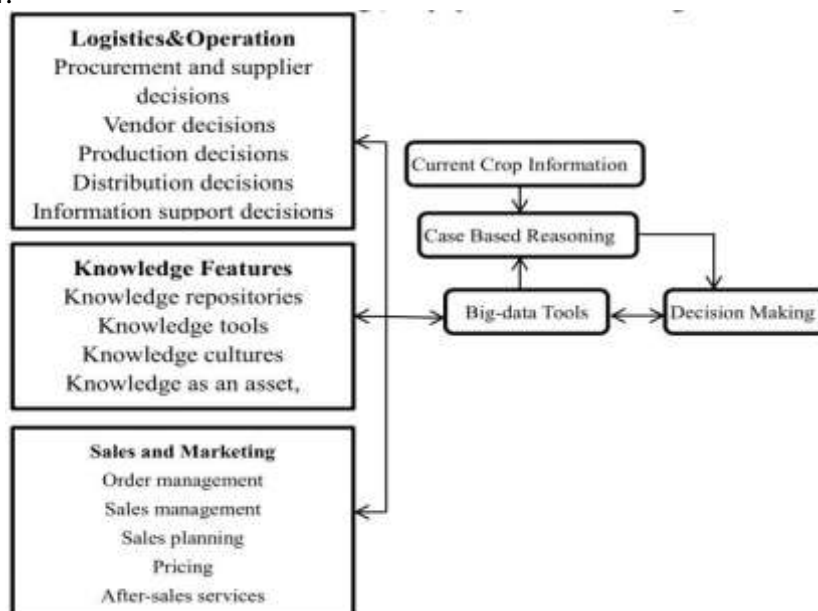 Logistics&Operation
Procurement and supplier
decisions
Vendor decisions
Production decisions
Distribution decisions
Information support decisions
Knowledge Features
Knowledge repositories
Knowledge tools
Knowledge cultures
Knowledge as an asset,
Sales and Marketing
Order management
Sales management
Sales planning
Pricing
After-sales services
Current Crop Information
Case Based Reasoning
Big-data Tools
Decision Making